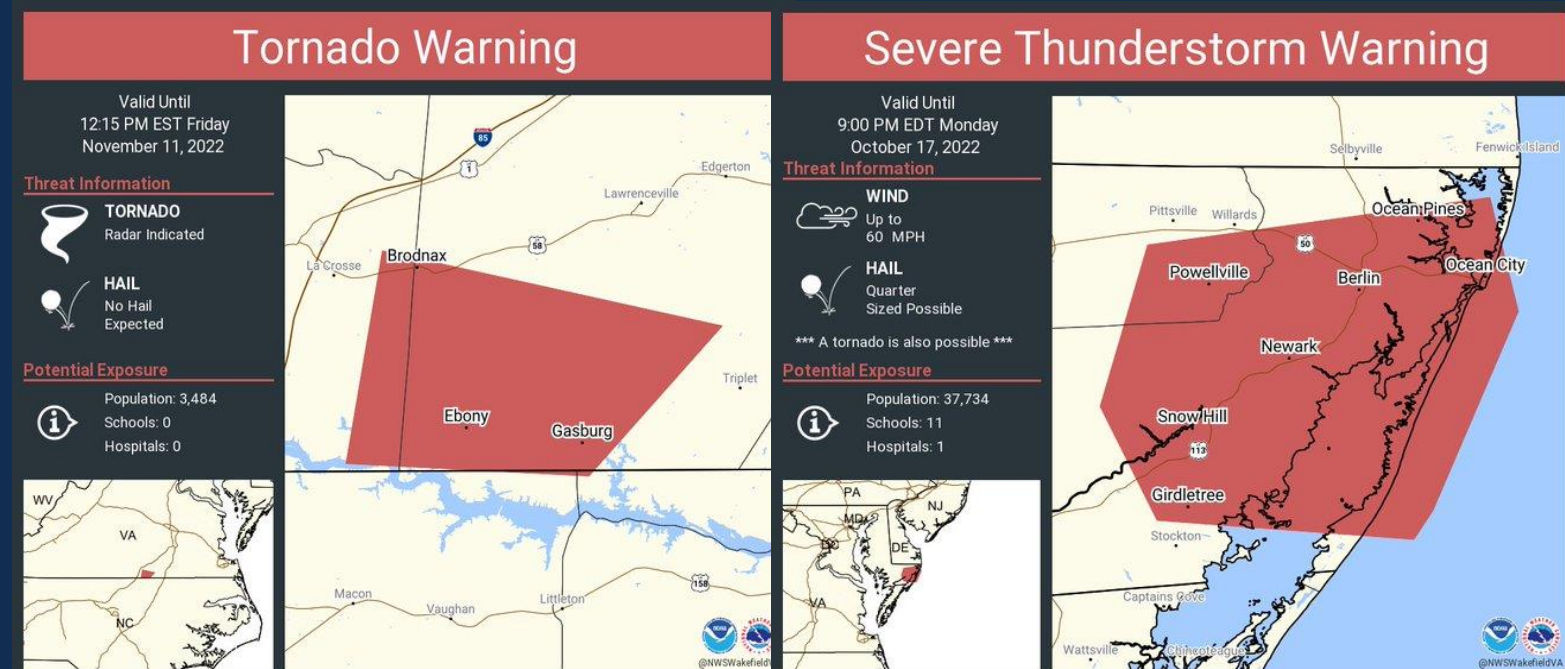 Tornado Warning
Valid Until
12:15 PM EST Friday
November 11, 2022
Threat Information
TORNADO
Radar Indicated
HAIL
No Hail
Expected
Potential Exposure
Population: 3,484
Schools: 0
Hospitals: 0
WV
VA
NC
85
1
Edgerton
Lawrenceville
58
Brodnax
La Crosse
Triplet
Ebony
Gasburg
158
Macon
Vaughan
Littleton
@NWSWakefieldV
Severe Thunderstorm Warning
Valid Until
9:00 PM EDT Monday
October 17, 2022
Threat Information
WIND
Up to
60 MPH
HAIL
Quarter
Sized Possible
*** A tornado is also possible ***
Potential Exposure
Population: 37,734
Schools: 11
Hospitals: 1
PA
NJ
MD
DE
VA
Selbyville
Fenwick Island
Pittsville
Willards
Ocean Pines
50
Powellville
Berlin
Ocean City
Newark
Snow Hill
113
Girdletree
Stockton
Captains Cove
Wattsville
Chincoteague
@NWSWakefieldVA